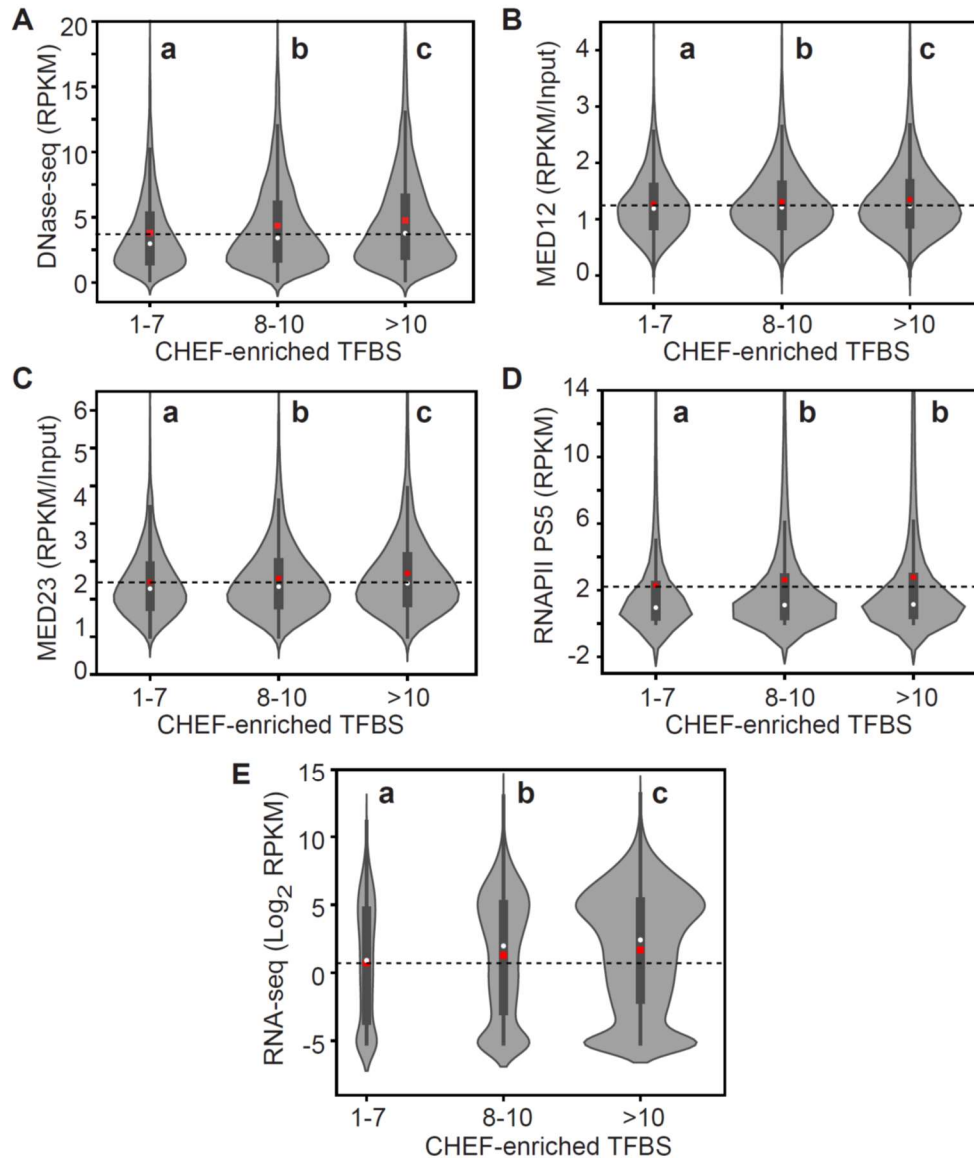 A
DNase-seq (RPKM)
20
15
10
5
0
a
b
c
1-7
8-10
>10
CHEF-enriched TFBS
B
MED12 (RPKM/Input)
4
3
2
1
0
a
b
c
1-7
8-10
>10
CHEF-enriched TFBS
C
MED23 (RPKM/Input)
6
5
4
3
2
1
0
a
b
c
1-7
8-10
>10
CHEF-enriched TFBS
D
RNAPII PS5 (RPKM)
14
10
6
2
-2
a
b
b
1-7
8-10
>10
CHEF-enriched TFBS
E
RNA-seq (Log2 RPKM)
15
10
5
0
-5
a
b
c
1-7
8-10
>10
CHEF-enriched TFBS